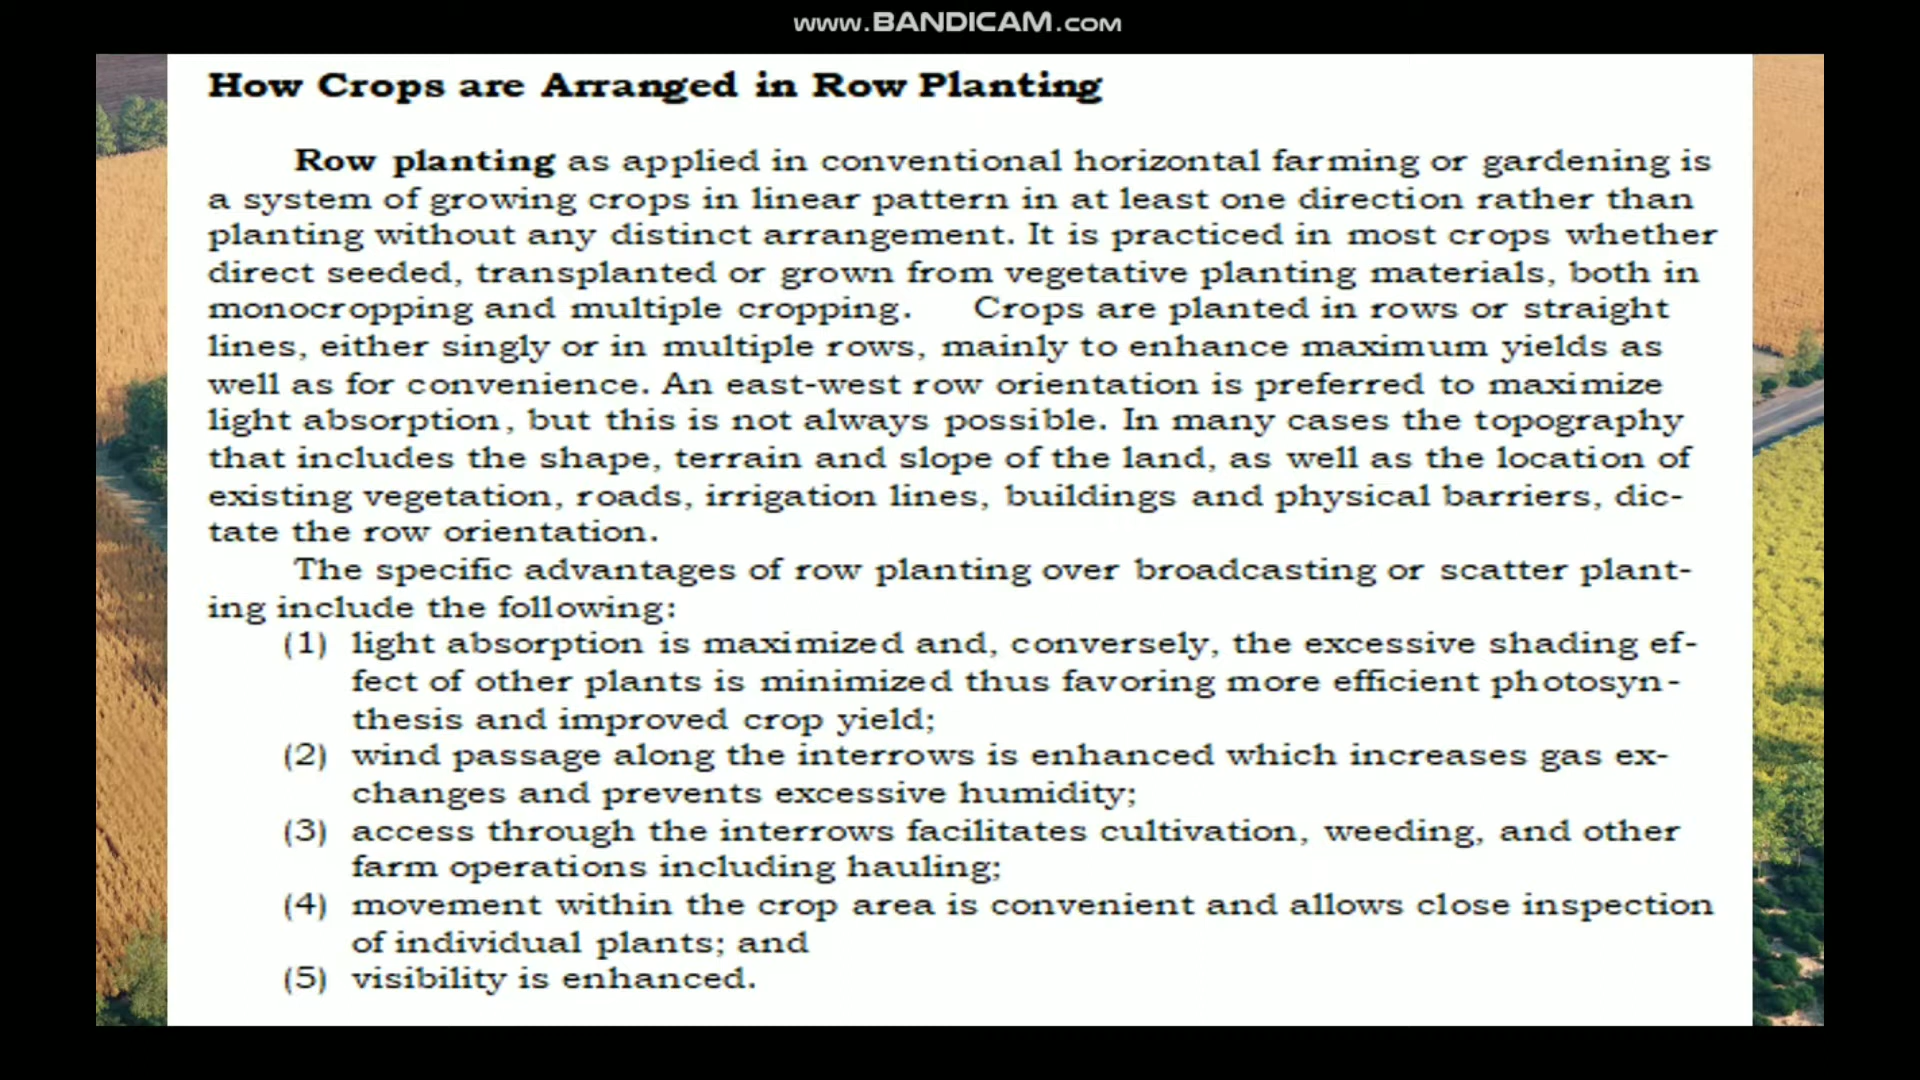 www.BANDICAM.com
How Crops are Arranged in Row Planting
Row planting as applied in conventional horizontal farming or gardening is
a system of growing crops in linear pattern in at least one direction rather than
planting without any distinct arrangement. It is practiced in most crops whether
direct seeded, transplanted or grown from vegetative planting materials, both in
monocropping and multiple cropping. Crops are planted in rows or straight
lines, either singly or in multiple rows, mainly to enhance maximum yields as
well as for convenience. An east-west row orientation is preferred to maximize
light absorption, but this is not always possible. In many cases the topography
that includes the shape, terrain and slope of the land, as well as the location of
existing vegetation, roads, irrigation lines, buildings and physical barriers, dic-
tate the row orientation.
The specific advantages of row planting over broadcasting or scatter plant-
ing include the following:
(1) light absorption is maximized and, conversely, the excessive shading ef-
fect of other plants is minimized thus favoring more efficient photosyn-
thesis and improved crop yield;
(2) wind passage along the interrows is enhanced which increases gas ex-
changes and prevents excessive humidity;
(3) access through the interrows facilitates cultivation, weeding, and other
farm operations including hauling;
(4) movement within the crop area is convenient and allows close inspection
of individual plants; and
(5) visibility is enhanced.